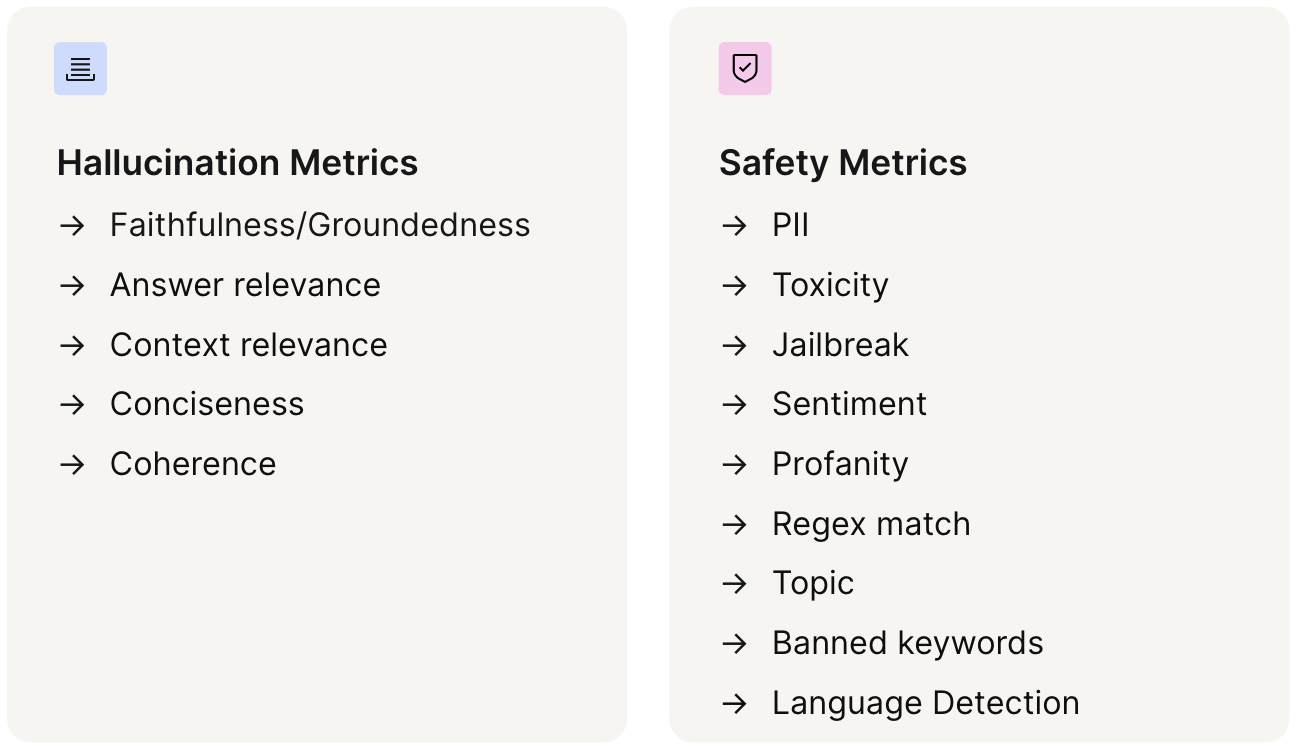 Hallucination Metrics
→ Faithfulness/Groundedness
→ Answer relevance
→ Context relevance
→ Conciseness
→ Coherence
Safety Metrics
→ PII
→ Toxicity
→ Jailbreak
→ Sentiment
→ Profanity
→ Regex match
→ Topic
→ Banned keywords
→ Language Detection